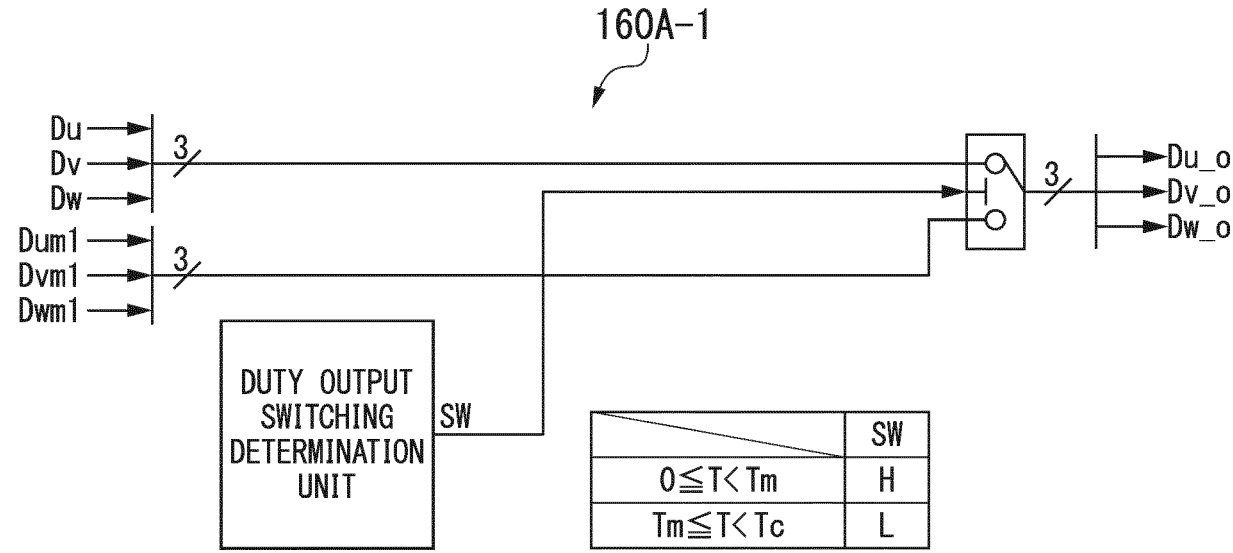 160A-1
Du
Dv
Dw
3
Dum1
Dvm1
Dwm1
3
3
Du_o
Dv_o
Dw_o
DUTY OUTPUT
SWITCHING
DETERMINATION
UNIT
SW
SW
0≦T<Tm H
Tm≦T<Tc L